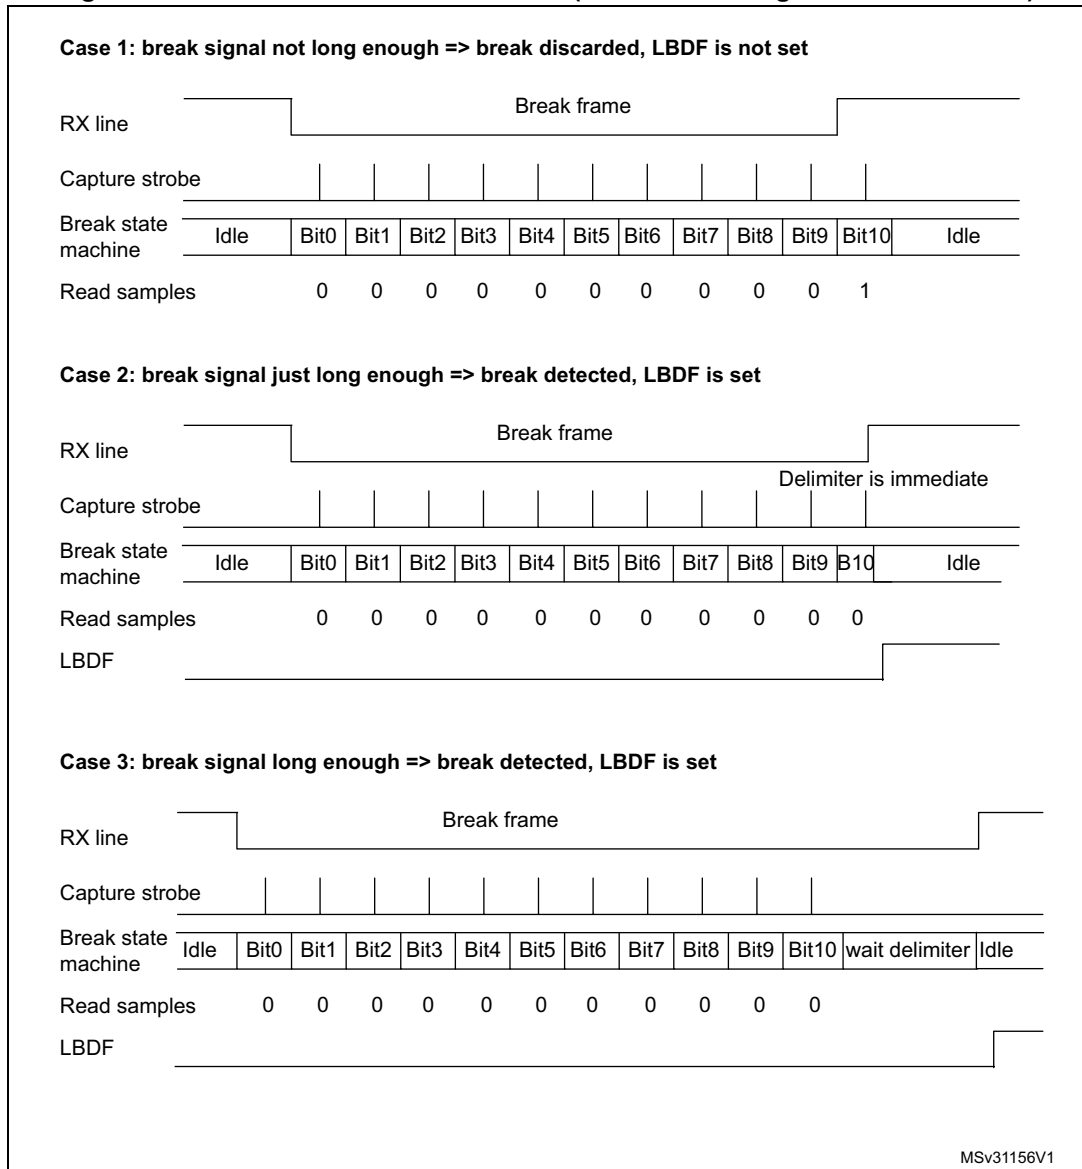 Case 1: break signal not long enough => break discarded, LBDF is not set
Break frame
RX line
Capture strobe
Break state machine Idle Bit0 Bit1 Bit2 Bit3 Bit4 Bit5 Bit6 Bit7 Bit8 Bit9 Bit10 Idle
Read samples 0 0 0 0 0 0 0 0 0 0 1
Case 2: break signal just long enough => break detected, LBDF is set
Break frame
RX line
Delimiter is immediate
Capture strobe
Break state machine Idle Bit0 Bit1 Bit2 Bit3 Bit4 Bit5 Bit6 Bit7 Bit8 Bit9 B10 Idle
Read samples 0 0 0 0 0 0 0 0 0 0 0
LBDF
Case 3: break signal long enough => break detected, LBDF is set
Break frame
RX line
Capture strobe
Break state machine Idle Bit0 Bit1 Bit2 Bit3 Bit4 Bit5 Bit6 Bit7 Bit8 Bit9 Bit10 wait delimiter Idle
Read samples 0 0 0 0 0 0 0 0 0 0 0
LBDF
MSv31156V1